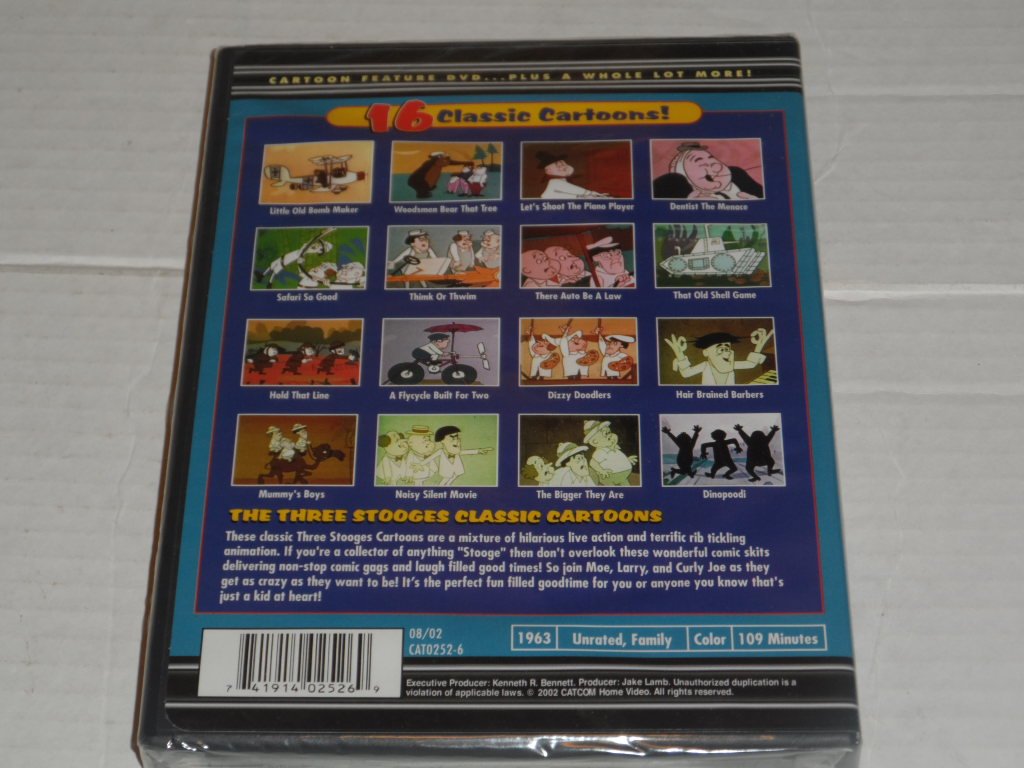 CARTOON FEATURE DVD...PLUS A WHOLE LOT MORE!
16 Classic Cartoons!
Little Old Bomb Maker
Woodsmen Bear That Tree
Let's Shoot The Piano Player
Dentist The Menace
Safari So Good
Thimk Or Thwim
There Auto Be A Law
That Old Shell Game
Hold That Line
A Flycycle Built For Two
Dizzy Doodlers
Hair Brained Barbers
Mummy's Boys
Noisy Silent Movie
The Bigger They Are
Dinopoodi
THE THREE STOOGES CLASSIC CARTOONS
These classic Three Stooges Cartoons are a mixture of hilarious live action and terrific rib tickling
animation. If you're a collector of anything "Stooge" then don't overlook these wonderful comic skits
delivering non-stop comic gags and laugh filled good times! So join Moe, Larry, and Curly Joe as they
get as crazy as they want to be! It's the perfect fun filled goodtime for you or anyone you know that's
just a kid at heart!
08/02
CAT0252-6
1963 Unrated, Family Color 109 Minutes
7 41914 02526 9
Executive Producer: Kenneth R. Bennett. Producer: Jake Lamb. Unauthorized duplication is a
violation of applicable laws. © 2002 CATCOM Home Video. All rights reserved.